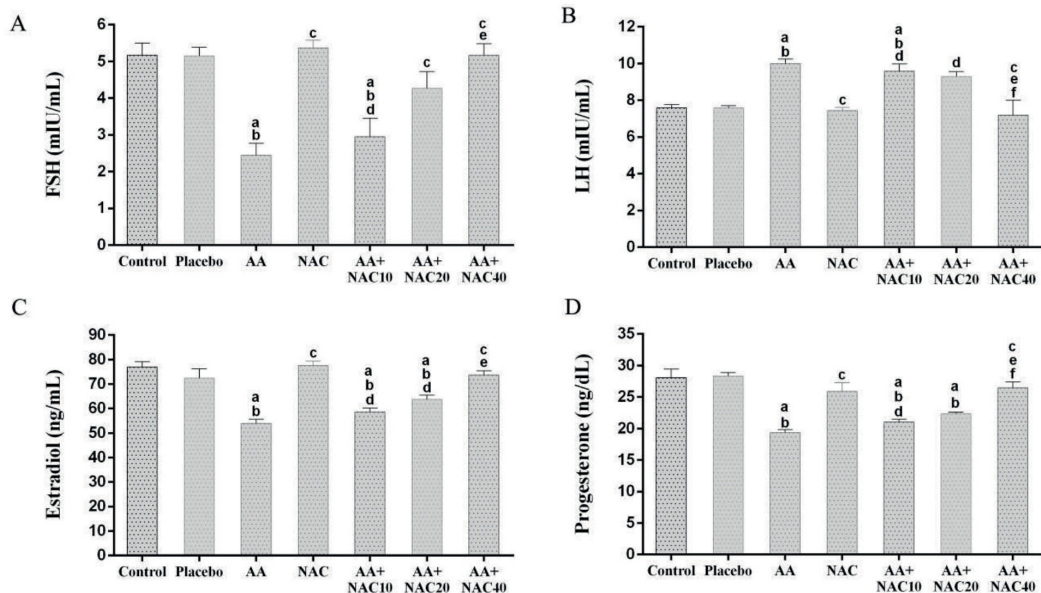 A
FSH (mIU/mL)
6
5
4
3
2
1
0
a
b
c
a
b
d
c
c
e
Control Placebo AA NAC AA+ AA+ AA+
NAC10 NAC20 NAC40
B
LH (mIU/mL)
12
10
8
6
4
2
0
a
b
c
a
b
d
d
c
e
f
Control Placebo AA NAC AA+ AA+ AA+
NAC10 NAC20 NAC40
C
Estradiol (ng/mL)
90
80
70
60
50
40
30
20
10
0
a
b
c
a
b
d
a
b
d
c
e
Control Placebo AA NAC AA+ AA+ AA+
NAC10 NAC20 NAC40
D
Progesterone (ng/dL)
35
30
25
20
15
10
5
0
a
b
c
a
b
d
a
b
c
e
f
Control Placebo AA NAC AA+ AA+ AA+
NAC10 NAC20 NAC40